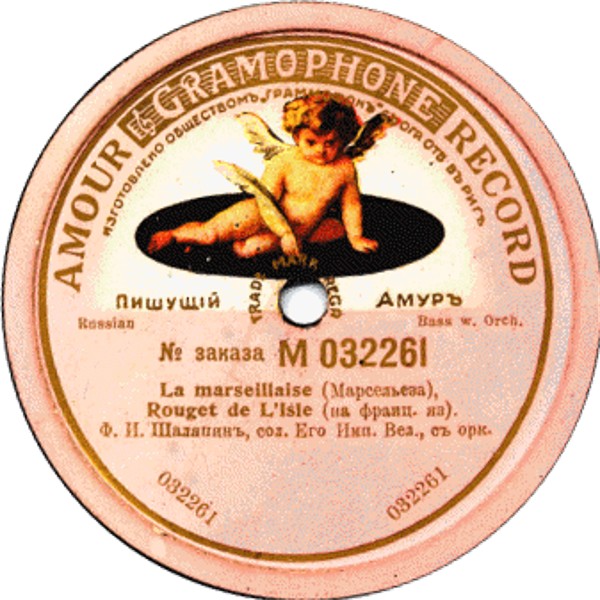 AMOUR GRAMOPHONE RECORD
ИЗГОТОВЛЕНО ОБЩЕСТВОМЪ „ГРАММОФОНЪ" ВЪ РИГѢ
TRADE MARK
ПИШУЩІЙ АМУРЪ
Russian Bass w. Orch.
№ заказа M 032261
La marseillaise (Марсельеза),
Rouget de L'Isle (на франц. яз).
Ф. И. Шаляпинъ, сол. Его Имп. Вел., съ орк.
032261 032261